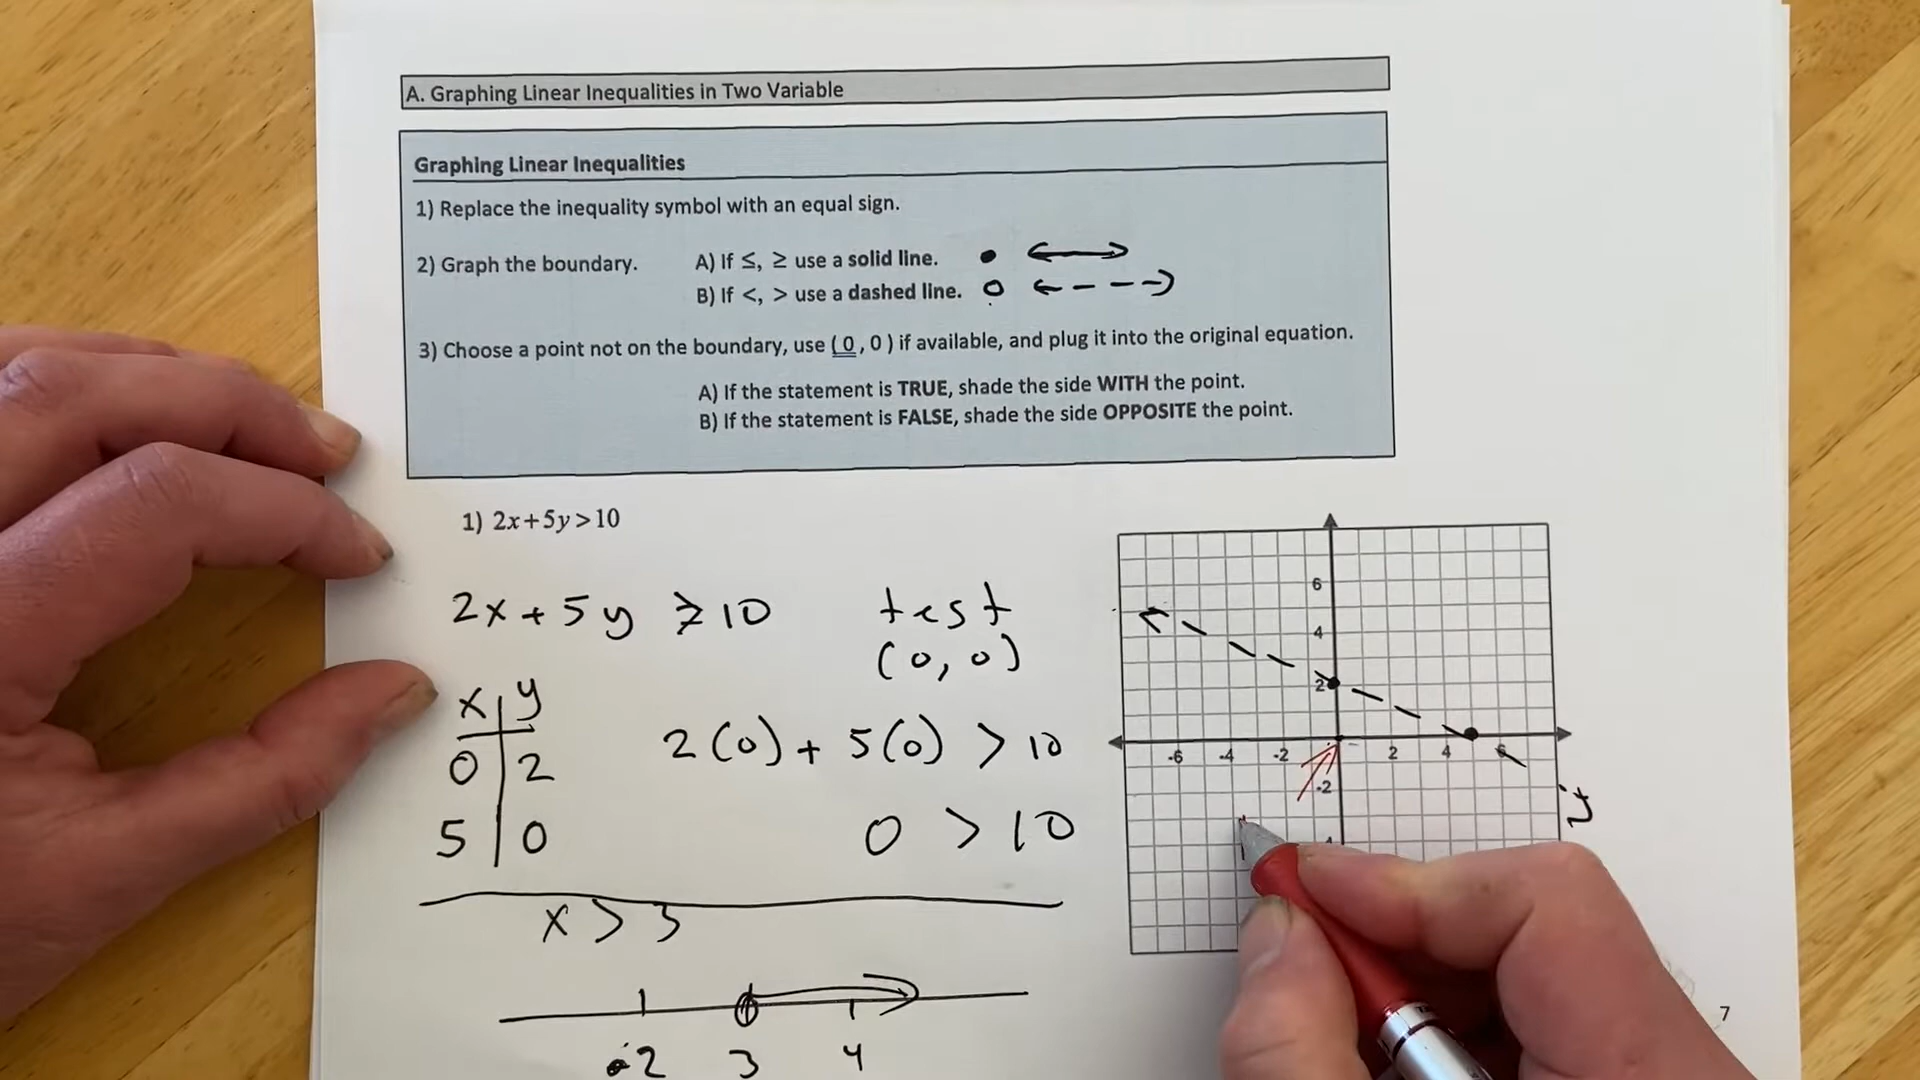 A. Graphing Linear Inequalities in Two Variable
Graphing Linear Inequalities
1) Replace the inequality symbol with an equal sign.
2) Graph the boundary. A) If ≤, ≥ use a solid line.
B) If <, > use a dashed line.
3) Choose a point not on the boundary, use ( 0 , 0 ) if available, and plug it into the original equation.
A) If the statement is TRUE, shade the side WITH the point.
B) If the statement is FALSE, shade the side OPPOSITE the point.
1) 2x+5y>10
2x + 5y ≥ 10
x y
0 2
5 0
test
(0, 0)
2(0) + 5(0) > 10
0 > 10
x > 3
2 3 4
6
4
2
-6 -4 -2 2 4 6
-2
7